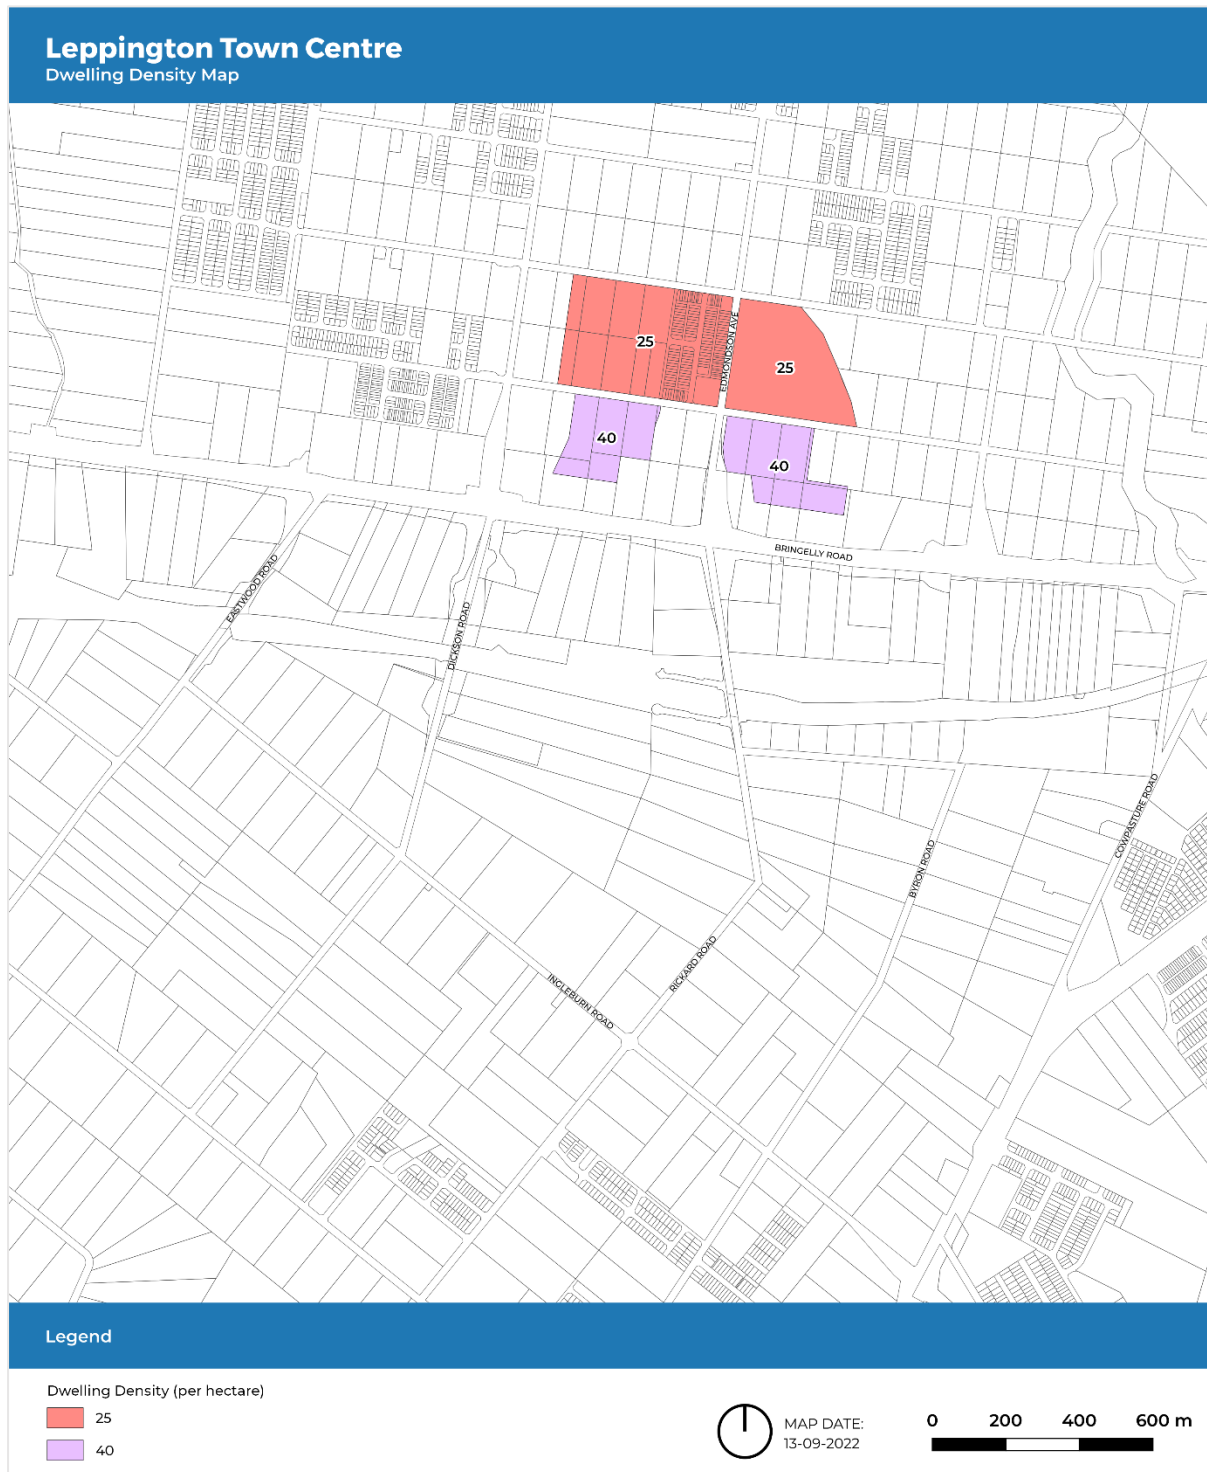 Leppington Town Centre
Dwelling Density Map
25
EDMONDSON AVE
25
40
40
BRINGELLY ROAD
EASTWOOD ROAD
DICKSON ROAD
COWPASTURE ROAD
BYRON ROAD
RICKARD ROAD
INGLEBURN ROAD
Legend
Dwelling Density (per hectare)
25
40
MAP DATE:
13-09-2022
0 200 400 600 m